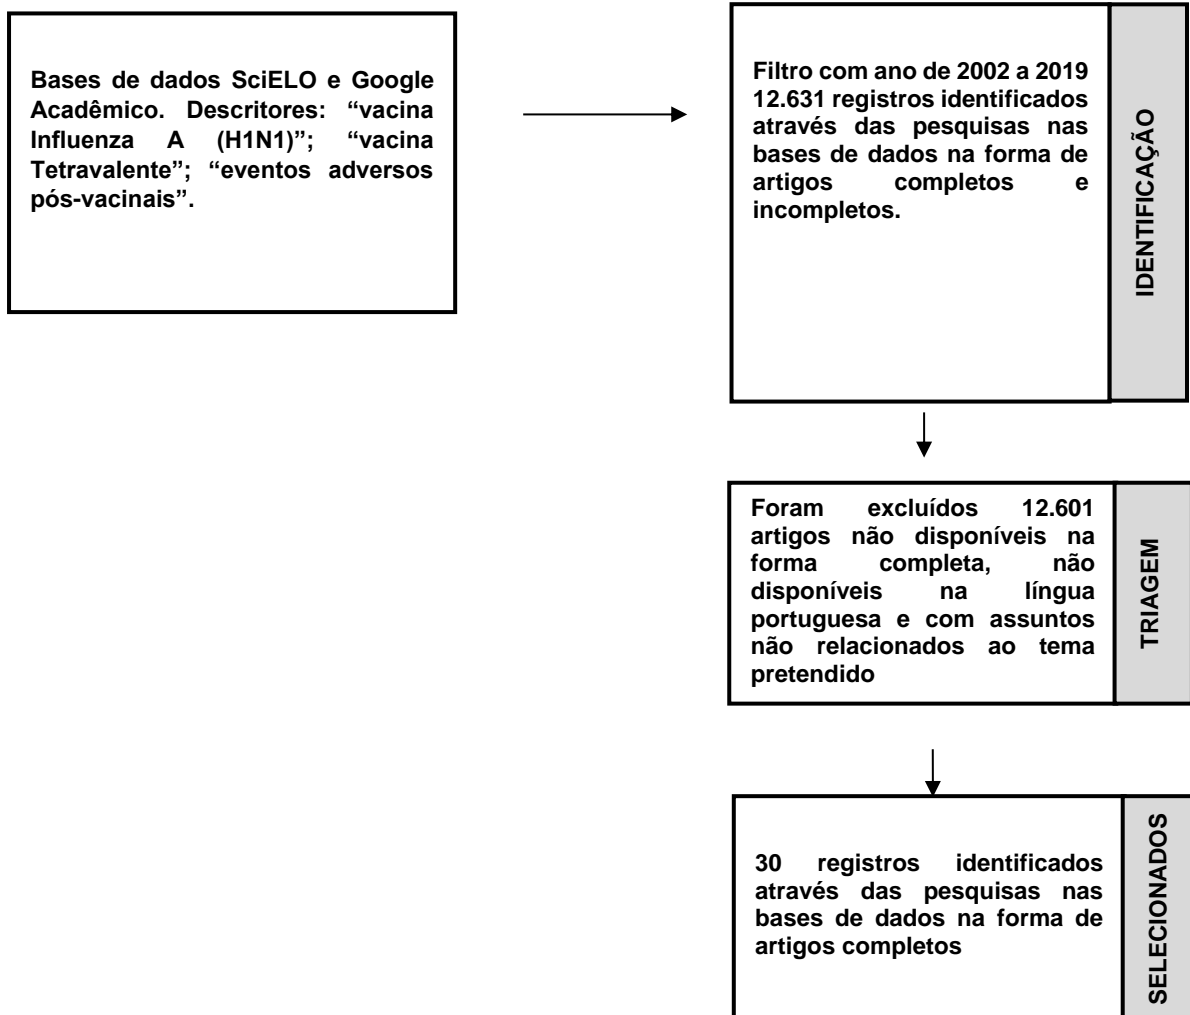 Bases de dados SciELO e Google
Acadêmico. Descritores: “vacina
Influenza A (H1N1)”; “vacina
Tetravalente”; “eventos adversos
pós-vacinais”.
Filtro com ano de 2002 a 2019
12.631 registros identificados
através das pesquisas nas
bases de dados na forma de
artigos completos e
incompletos.
IDENTIFICAÇÃO
Foram excluídos 12.601
artigos não disponíveis na
forma completa, não
disponíveis na língua
portuguesa e com assuntos
não relacionados ao tema
pretendido
TRIAGEM
30 registros identificados
através das pesquisas nas
bases de dados na forma de
artigos completos
SELECIONADOS